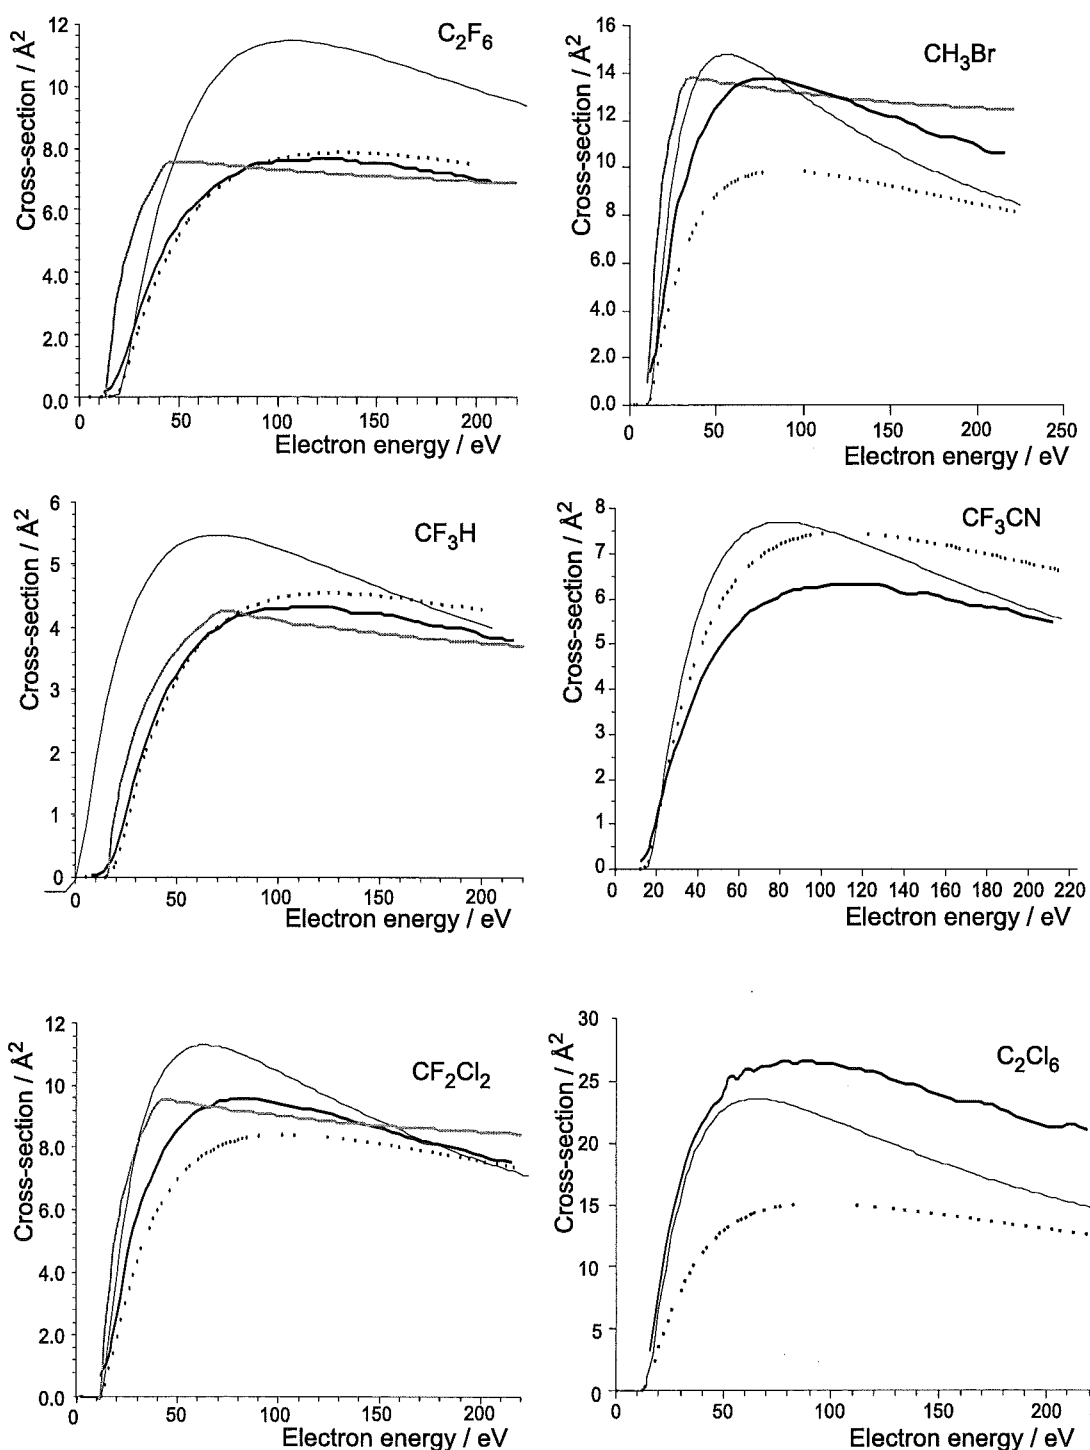 C2F6
Cross-section / Å2
12
10
8.0
6.0
4.0
2.0
0.0
50 100 150 200
Electron energy / eV
CH3Br
Cross-section / Å2
16
14
12
10
8
6.0
4.0
2.0
0.0
0 50 100 150 200 250
Electron energy / eV
CF3H
Cross-section / Å2
6
5
4
3
2
1
0
0 50 100 150 200
Electron energy / eV
CF3CN
Cross-section / Å2
8
7
6
5
4
3
2
1
0
0 20 40 60 80 100 120 140 160 180 200 220
Electron energy / eV
CF2Cl2
Cross-section / Å2
12
10
8.0
6.0
4.0
2.0
0.0
0 50 100 150 200
Electron energy / eV
C2Cl6
Cross-section / Å2
30
25
20
15
10
5
0
0 50 100 150 200
Electron energy / eV